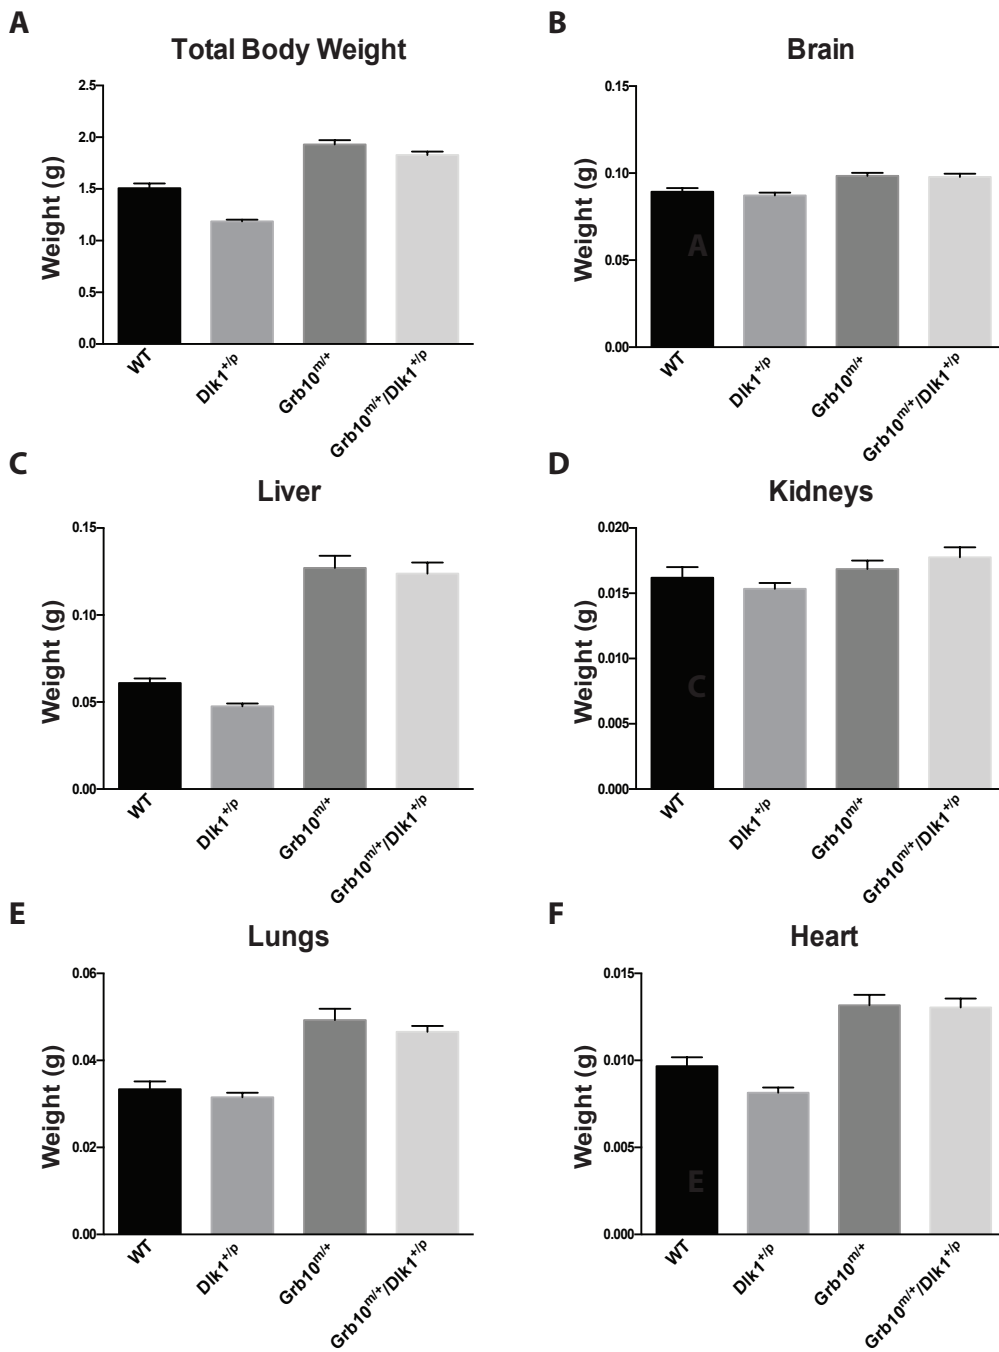 A
Total Body Weight
Weight (g)
2.5
2.0
1.5
1.0
0.5
0.0
WT
Dlk1+/p
Grb10m/+
Grb10m/+/Dlk1+/p
B
Brain
Weight (g)
0.15
0.10
0.05
0.00
A
WT
Dlk1+/p
Grb10m/+
Grb10m/+/Dlk1+/p
C
Liver
Weight (g)
0.15
0.10
0.05
0.00
WT
Dlk1+/p
Grb10m/+
Grb10m/+/Dlk1+/p
D
Kidneys
Weight (g)
0.020
0.015
0.010
0.005
0.000
C
WT
Dlk1+/p
Grb10m/+
Grb10m/+/Dlk1+/p
E
Lungs
Weight (g)
0.06
0.04
0.02
0.00
WT
Dlk1+/p
Grb10m/+
Grb10m/+/Dlk1+/p
F
Heart
Weight (g)
0.015
0.010
0.005
0.000
E
WT
Dlk1+/p
Grb10m/+
Grb10m/+/Dlk1+/p